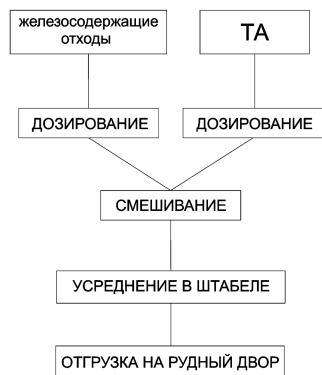 железосодержащие
отходы
ТА
ДОЗИРОВАНИЕ
ДОЗИРОВАНИЕ
СМЕШИВАНИЕ
УСРЕДНЕНИЕ В ШТАБЕЛЕ
ОТГРУЗКА НА РУДНЫЙ ДВОР